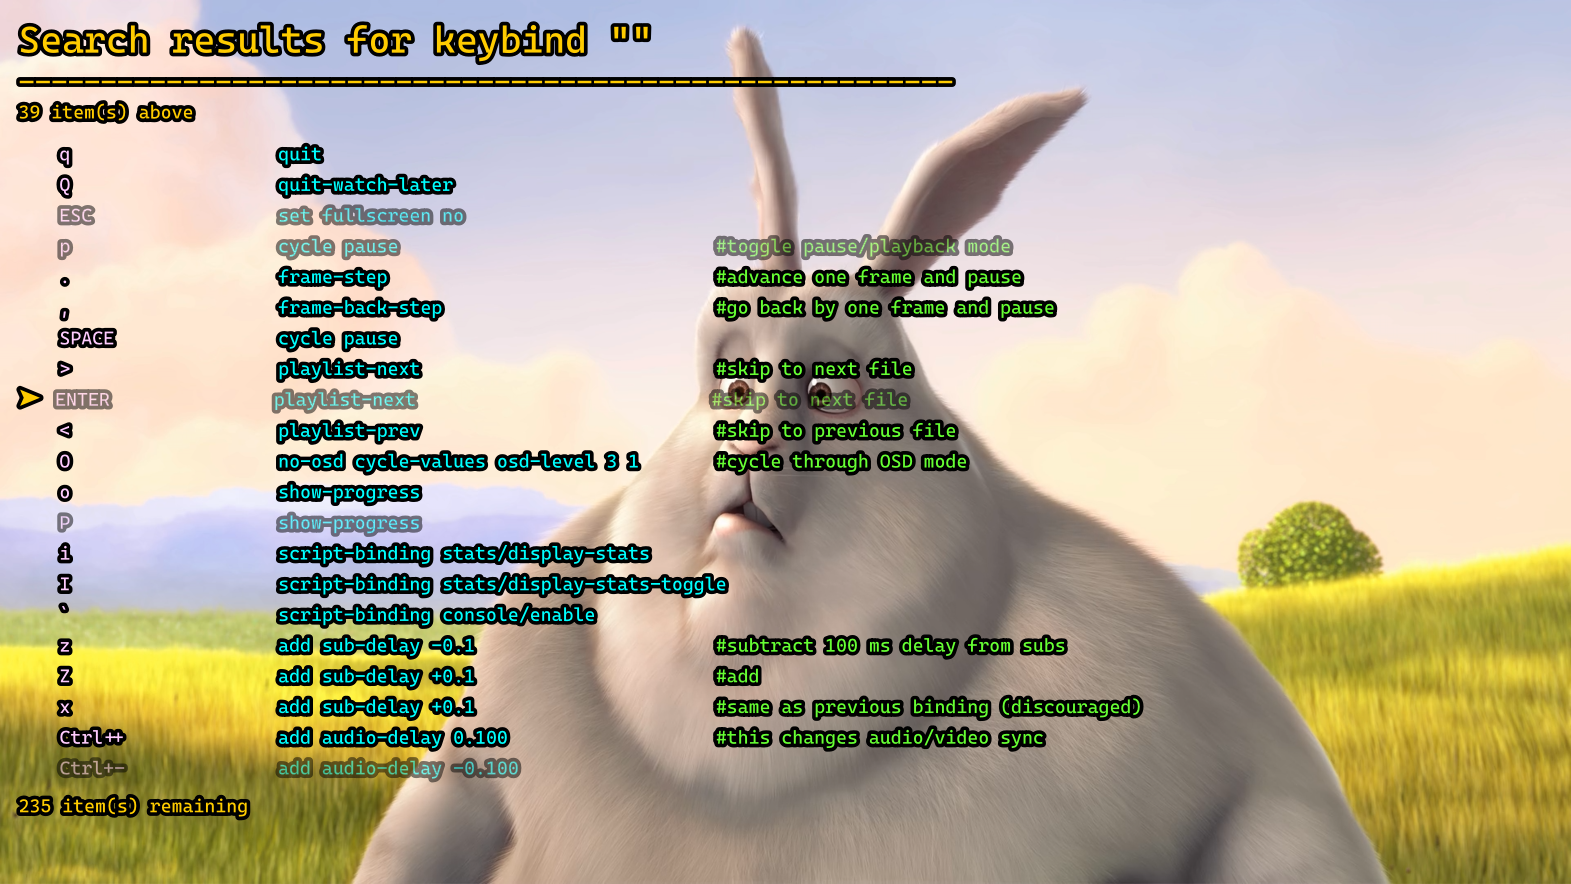 Search results for keybind ""
39 item(s) above
q quit
Q quit-watch-later
ESC set fullscreen no
p cycle pause #toggle pause/playback mode
. frame-step #advance one frame and pause
, frame-back-step #go back by one frame and pause
SPACE cycle pause
> playlist-next #skip to next file
ENTER playlist-next #skip to next file
< playlist-prev #skip to previous file
O no-osd cycle-values osd-level 3 1 #cycle through OSD mode
o show-progress
P show-progress
i script-binding stats/display-stats
I script-binding stats/display-stats-toggle
` script-binding console/enable
z add sub-delay -0.1 #subtract 100 ms delay from subs
Z add sub-delay +0.1 #add
x add sub-delay +0.1 #same as previous binding (discouraged)
Ctrl++ add audio-delay 0.100 #this changes audio/video sync
Ctrl+- add audio-delay -0.100
235 item(s) remaining